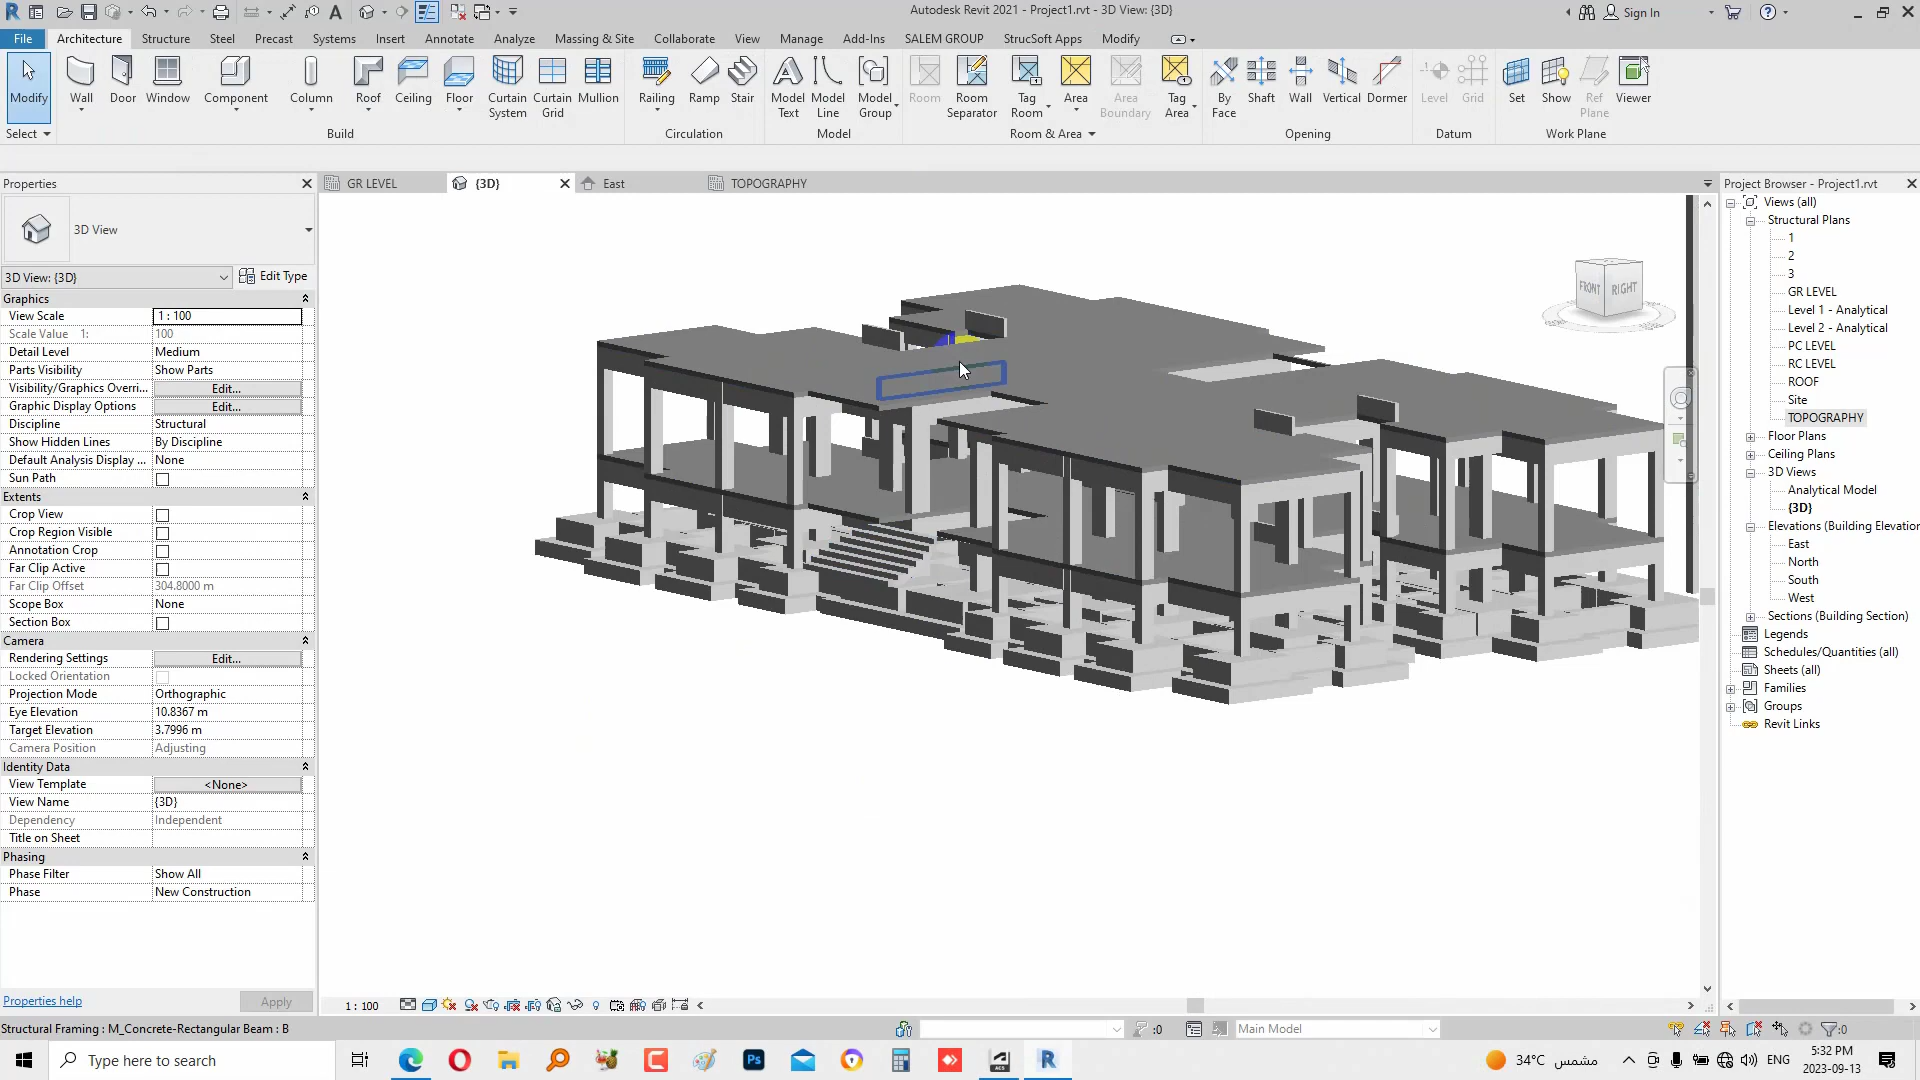 Autodesk Revit 2021 - Project1.rvt - 3D View: {3D}
Sign In
File
Architecture
Structure
Steel
Precast
Systems
Insert
Annotate
Analyze
Massing & Site
Collaborate
View
Manage
Add-Ins
SALEM GROUP
StrucSoft Apps
Modify
Modify
Wall
Door
Window
Component
Column
Roof
Ceiling
Floor
Curtain System
Curtain Grid
Mullion
Railing
Ramp
Stair
Model Text
Model Line
Model Group
Room
Room Separator
Tag Room
Area
Area Boundary
Tag Area
By Face
Shaft
Wall
Vertical
Dormer
Level
Grid
Set
Show
Ref Plane
Viewer
Select
Build
Circulation
Model
Room & Area
Opening
Datum
Work Plane
Properties
GR LEVEL
{3D}
East
TOPOGRAPHY
Project Browser - Project1.rvt
3D View
3D View: {3D}
Edit Type
Graphics
View Scale
1 : 100
Scale Value 1:
100
Detail Level
Medium
Parts Visibility
Show Parts
Visibility/Graphics Overri...
Edit...
Graphic Display Options
Edit...
Discipline
Structural
Show Hidden Lines
By Discipline
Default Analysis Display ...
None
Sun Path
Extents
Crop View
Crop Region Visible
Annotation Crop
Far Clip Active
Far Clip Offset
304.8000 m
Scope Box
None
Section Box
Camera
Rendering Settings
Edit...
Locked Orientation
Projection Mode
Orthographic
Eye Elevation
10.8367 m
Target Elevation
3.7996 m
Camera Position
Adjusting
Identity Data
View Template
<None>
View Name
{3D}
Dependency
Independent
Title on Sheet
Phasing
Phase Filter
Show All
Phase
New Construction
Properties help
Apply
FRONT
RIGHT
Views (all)
Structural Plans
1
2
3
GR LEVEL
Level 1 - Analytical
Level 2 - Analytical
PC LEVEL
RC LEVEL
ROOF
Site
TOPOGRAPHY
Floor Plans
Ceiling Plans
3D Views
Analytical Model
{3D}
Elevations (Building Elevation
East
North
South
West
Sections (Building Section)
Legends
Schedules/Quantities (all)
Sheets (all)
Families
Groups
Revit Links
1 : 100
Structural Framing : M_Concrete-Rectangular Beam : B
:0
Main Model
:0
Type here to search
34°C
مشمس
ENG
5:32 PM
2023-09-13